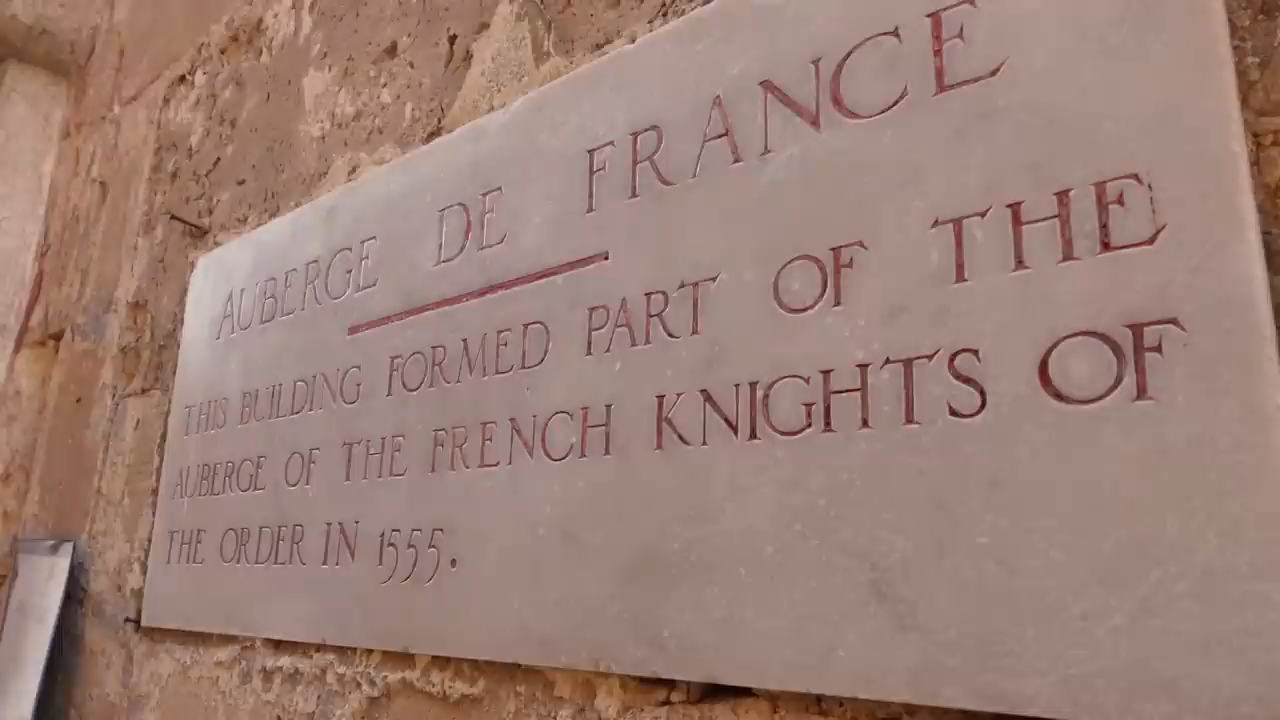 AUBERGE DE FRANCE
THIS BUILDING FORMED PART OF THE
AUBERGE OF THE FRENCH KNIGHTS OF
THE ORDER IN 1555.